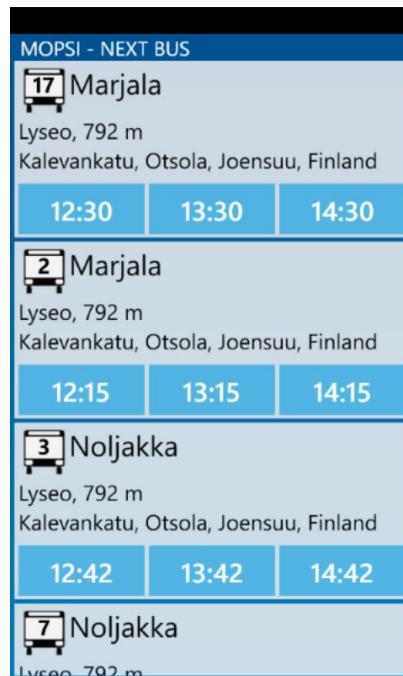 MOPSI - NEXT BUS
17 Marjala
Lyseo, 792 m
Kalevankatu, Otsola, Joensuu, Finland
12:30 13:30 14:30
2 Marjala
Lyseo, 792 m
Kalevankatu, Otsola, Joensuu, Finland
12:15 13:15 14:15
3 Noljakka
Lyseo, 792 m
Kalevankatu, Otsola, Joensuu, Finland
12:42 13:42 14:42
7 Noljakka
Lyseo, 792 m